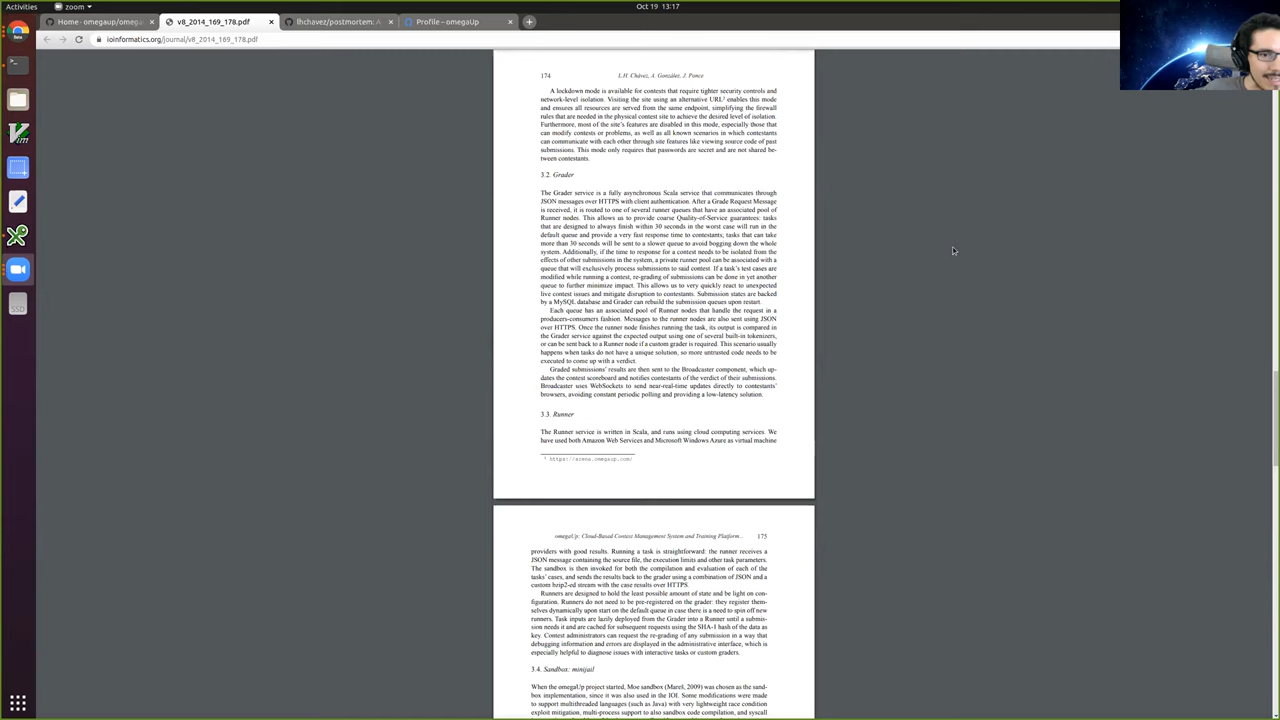 Activities
zoom
Oct 19 13:17
Home · omegaup/omega
v8_2014_169_178.pdf
lhchavez/postmortem: A
Profile – omegaUp
ioinformatics.org/journal/v8_2014_169_178.pdf
174
L.H. Chávez, A. González, J. Ponce
A lockdown mode is available for contests that require tighter security controls and
network-level isolation. Visiting the site using an alternative URL enables this mode
and ensures all resources are served from the same endpoint, simplifying the firewall
rules that are needed in the physical contest site to achieve the desired level of isolation.
Furthermore, most of the site's features are disabled in this mode, especially those that
can modify contests or problems, as well as all known scenarios in which contestants
can communicate with each other through site features like viewing source code of past
submissions. This mode only requires that passwords are secret and are not shared be-
tween contestants.
3.2. Grader
The Grader service is a fully asynchronous Scala service that communicates through
JSON messages over HTTPS with client authentication. After a Grade Request Message
is received, it is routed to one of several runner queues that have an associated pool of
Runner nodes. This allows us to provide coarse Quality-of-Service guarantees: tasks
that are designed to always finish within 30 seconds in the worst case will run in the
default queue and provide a very fast response time to contestants; tasks that can take
more than 30 seconds will be sent to a slower queue to avoid bogging down the whole
system. Additionally, if the time to response for a contest needs to be isolated from the
effects of other submissions in the system, a private runner pool can be associated with a
queue that will exclusively process submissions to said contest. If a task's test cases are
modified while running a contest, re-grading of submissions can be done in yet another
queue to further minimize impact. This allows us to very quickly react to unexpected
live contest issues and mitigate disruption to contestants. Submission states are backed
by a MySQL database and Grader can rebuild the submission queues upon restart.
Each queue has an associated pool of Runner nodes that handle the request in a
producers-consumers fashion. Messages to the runner nodes are also sent using JSON
over HTTPS. Once the runner node finishes running the task, its output is compared in
the Grader service against the expected output using one of several built-in tokenizers,
or can be sent back to a Runner node if a custom grader is required. This scenario usually
happens when tasks do not have a unique solution, so more untrusted code needs to be
executed to come up with a verdict.
Graded submissions' results are then sent to the Broadcaster component, which up-
dates the contest scoreboard and notifies contestants of the verdict of their submissions.
Broadcaster uses WebSockets to send near-real-time updates directly to contestants'
browsers, avoiding constant periodic polling and providing a low-latency solution.
3.3. Runner
The Runner service is written in Scala, and runs using cloud computing services. We
have used both Amazon Web Services and Microsoft Windows Azure as virtual machine
https://arena.omegaup.com/
omegaUp: Cloud-Based Contest Management System and Training Platform...
175
providers with good results. Running a task is straightforward: the runner receives a
JSON message containing the source file, the execution limits and other task parameters.
The sandbox is then invoked for both the compilation and evaluation of each of the
tasks' cases, and sends the results back to the grader using a combination of JSON and a
custom bzip2-ed stream with the case results over HTTPS.
Runners are designed to hold the least possible amount of state and be light on con-
figuration. Runners do not need to be pre-registered on the grader: they register them-
selves dynamically upon start on the default queue in case there is a need to spin off new
runners. Task inputs are lazily deployed from the Grader into a Runner until a submis-
sion needs it and are cached for subsequent requests using the SHA-1 hash of the data as
key. Contest administrators can request the re-grading of any submission in a way that
debugging information and errors are displayed in the administrative interface, which is
especially helpful to diagnose issues with interactive tasks or custom graders.
3.4. Sandbox: minijail
When the omegaUp project started, Moe sandbox (Mareš, 2009) was chosen as the sand-
box implementation, since it was also used in the IOI. Some modifications were made
to support multithreaded languages (such as Java) with very lightweight race condition
exploit mitigation, multi-process support to also sandbox code compilation, and syscall
SSD